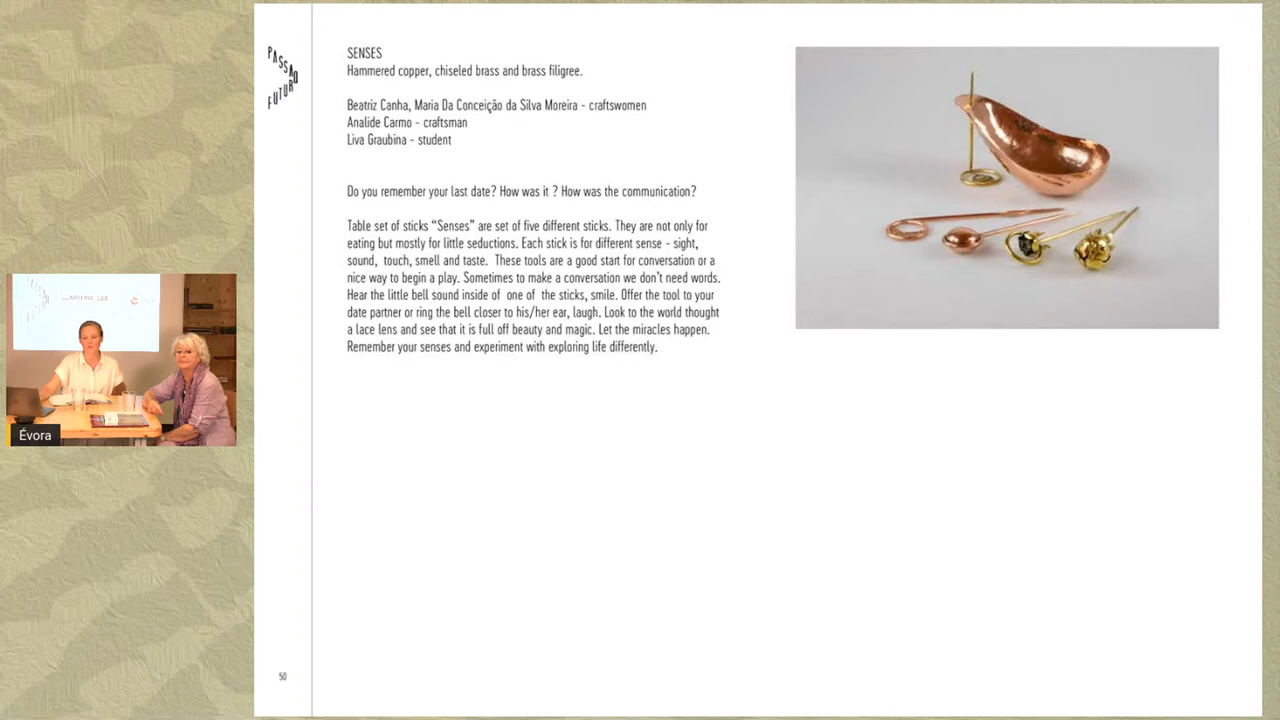 PASSA AO
FUTURO
SENSES
Hammered copper, chiseled brass and brass filigree.
Beatriz Canha, Maria Da Conceição da Silva Moreira - craftswomen
Analide Carmo - craftsman
Liva Graubina - student
Do you remember your last date? How was it ? How was the communication?
Table set of sticks “Senses” are set of five different sticks. They are not only for
eating but mostly for little seductions. Each stick is for different sense - sight,
sound, touch, smell and taste. These tools are a good start for conversation or a
nice way to begin a play. Sometimes to make a conversation we don’t need words.
Hear the little bell sound inside of one of the sticks, smile. Offer the tool to your
date partner or ring the bell closer to his/her ear, laugh. Look to the world thought
a lace lens and see that it is full off beauty and magic. Let the miracles happen.
Remember your senses and experiment with exploring life differently.
LAB
Évora
50